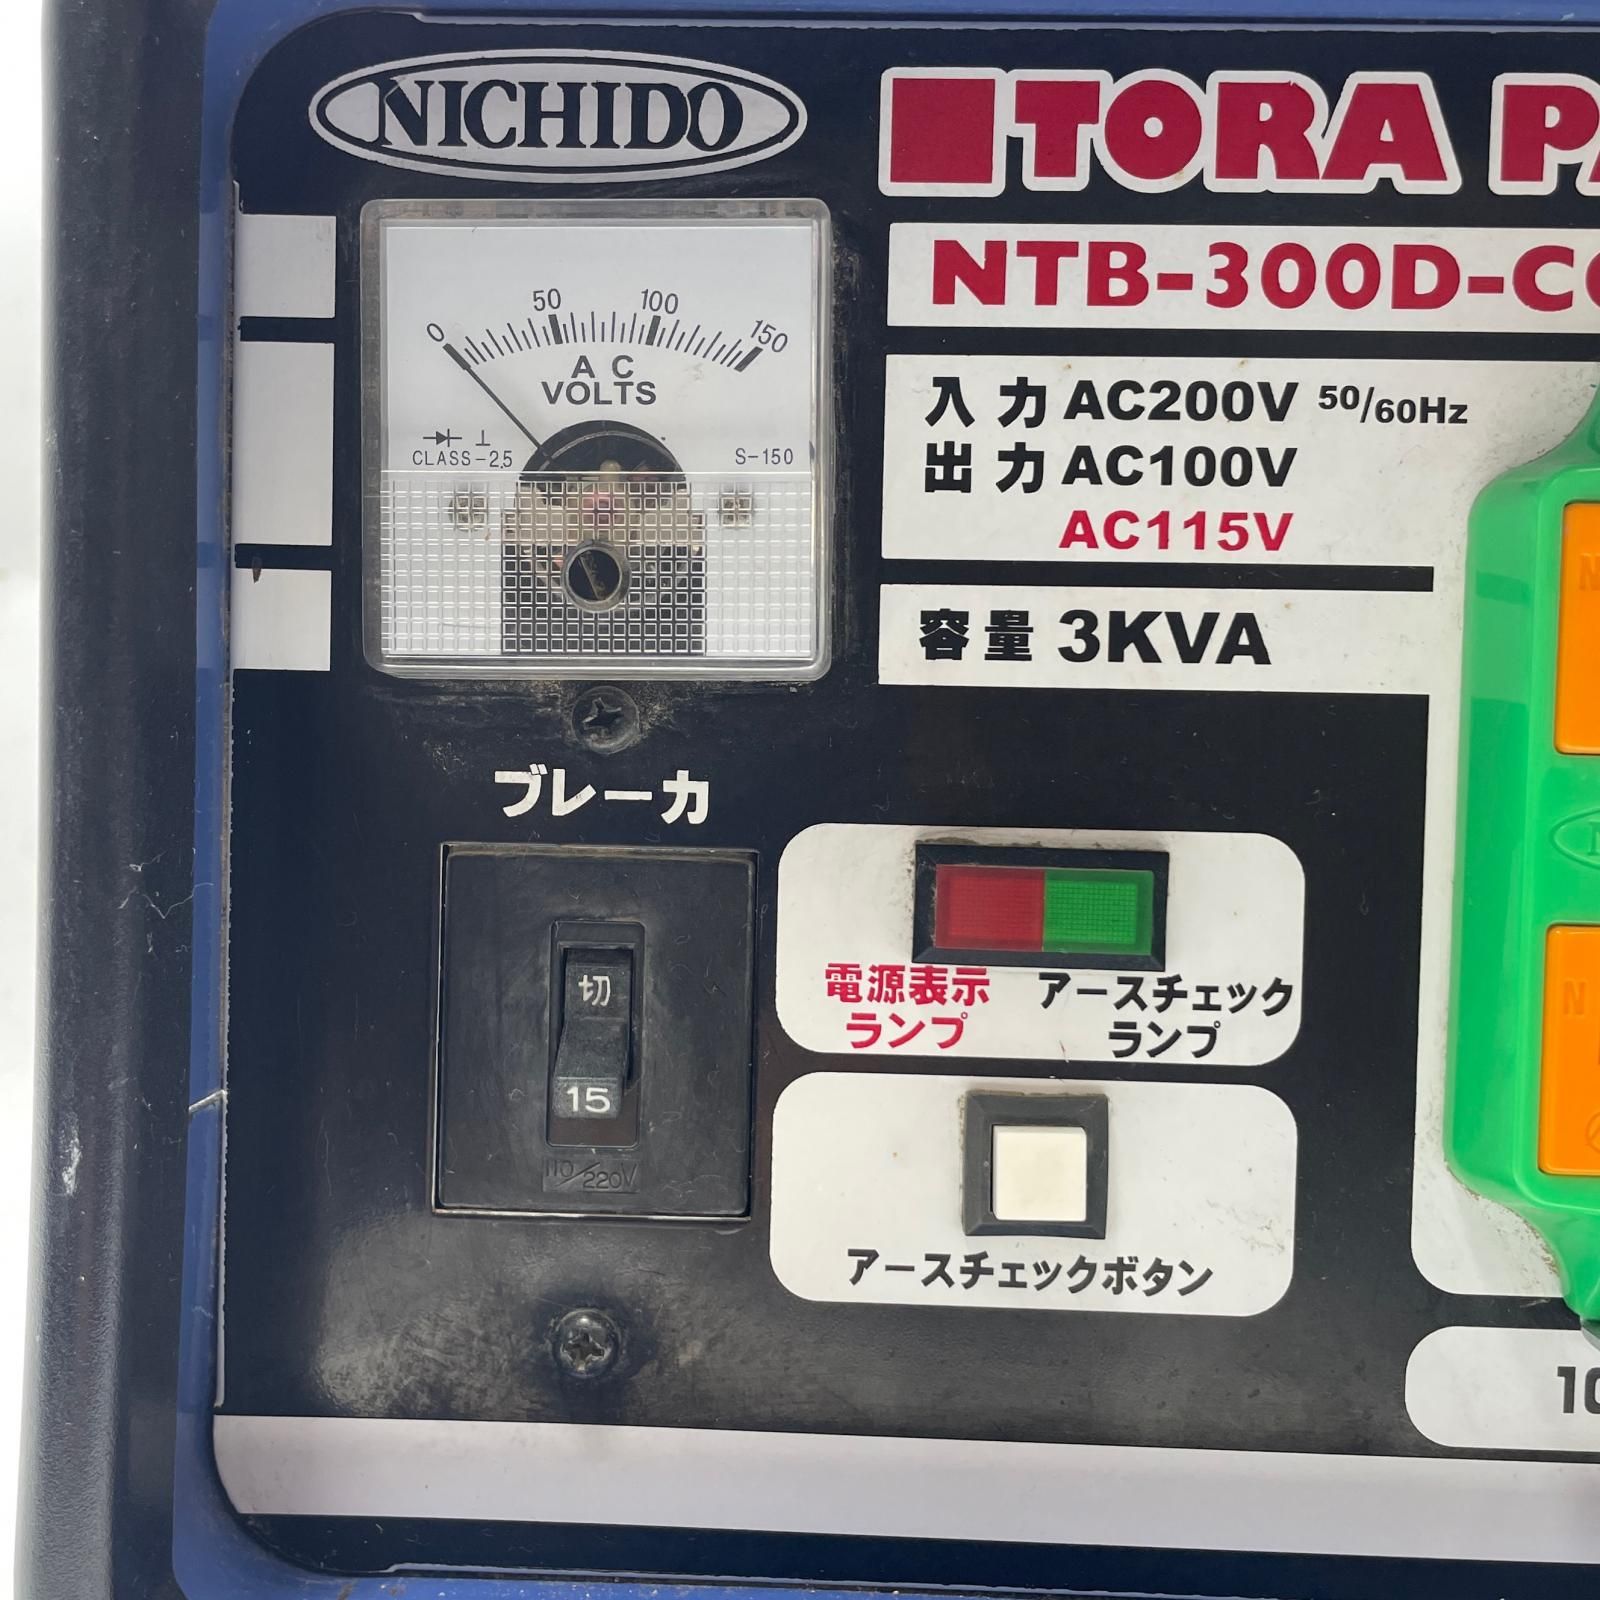 NICHIDO
TORA PA
NTB-300D-CO
0 50 100 150
A C
VOLTS
CLASS-2.5
S-150
入力 AC200V 50/60Hz
出力 AC100V
AC115V
容量 3KVA
ブレーカ
切
15
110/220V
電源表示
ランプ
アースチェック
ランプ
アースチェックボタン
10
N
N